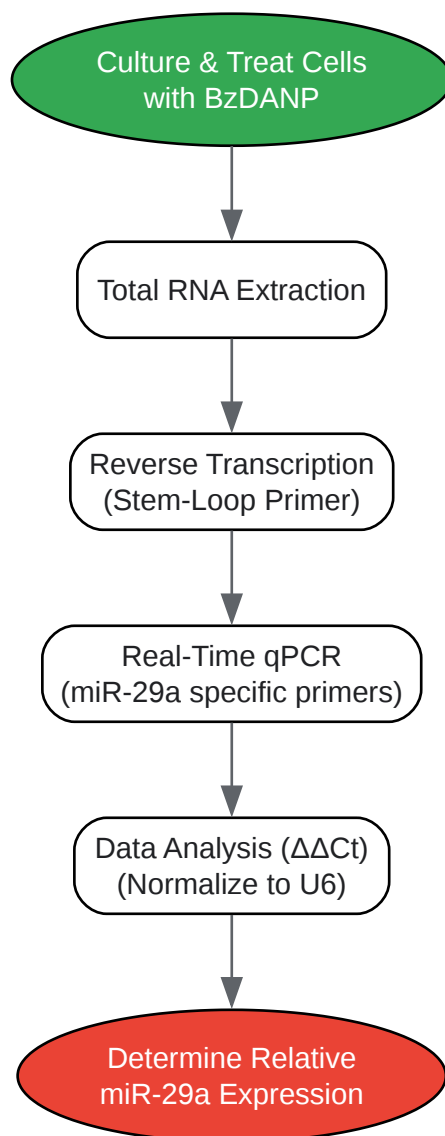 Culture & Treat Cells
with BzDANP
Total RNA Extraction
Reverse Transcription
(Stem-Loop Primer)
Real-Time qPCR
(miR-29a specific primers)
Data Analysis (ΔΔCt)
(Normalize to U6)
Determine Relative
miR-29a Expression